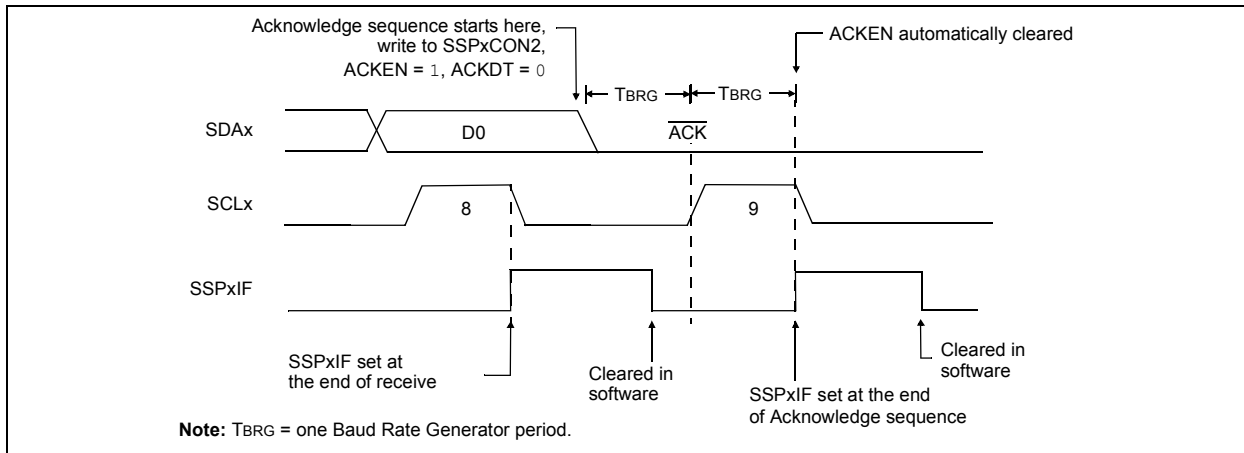 Acknowledge sequence starts here,
write to SSPxCON2,
ACKEN = 1, ACKDT = 0
ACKEN automatically cleared
TBRG
TBRG
SDAx
D0
ACK
SCLx
8
9
SSPxIF
SSPxIF set at
the end of receive
Cleared in
software
SSPxIF set at the end
of Acknowledge sequence
Cleared in
software
Note: TBRG = one Baud Rate Generator period.